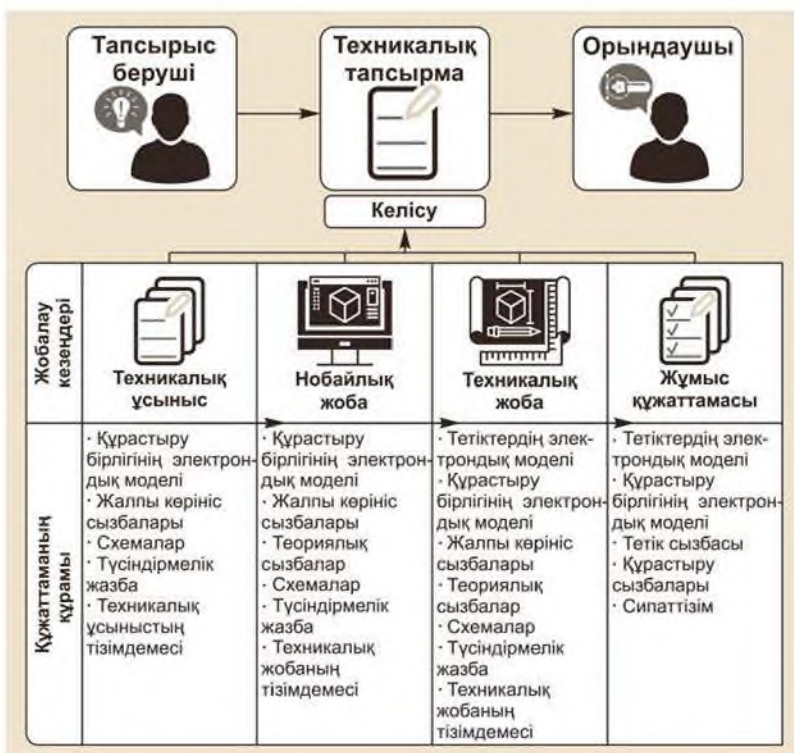 Тапсырыс
беруші
Техникалық
тапсырма
Орындаушы
Келісу
Жобалау
кезеңдері
Техникалық
ұсыныс
Нобайлық
жоба
Техникалық
жоба
Жұмыс
құжаттамасы
Құжаттаманың
құрамы
· Құрастыру
бірлігінің электрон-
дық моделі
· Жалпы көрініс
сызбалары
· Схемалар
· Түсіндірмелік
жазба
· Техникалық
ұсыныстың
тізімдемесі
· Құрастыру
бірлігінің электрон-
дық моделі
· Жалпы көрініс
сызбалары
· Теориялық
сызбалар
· Схемалар
· Түсіндірмелік
жазба
· Техникалық
жобаның
тізімдемесі
· Тетіктердің элек-
трондық моделі
· Құрастыру
бірлігінің электрон-
дық моделі
· Жалпы көрініс
сызбалары
· Теориялық
сызбалар
· Схемалар
· Түсіндірмелік
жазба
· Техникалық
жобаның
тізімдемесі
· Тетіктердің элек-
трондық моделі
· Құрастыру
бірлігінің электрон-
дық моделі
· Тетік сызбасы
· Құрастыру
сызбалары
· Сипаттізім